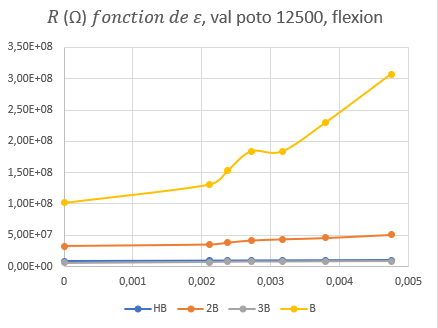 R (Ω) fonction de ε, val poto 12500, flexion
3,50E+08
3,00E+08
2,50E+08
2,00E+08
1,50E+08
1,00E+08
5,00E+07
0,00E+00
0 0,001 0,002 0,003 0,004 0,005
HB 2B 3B B